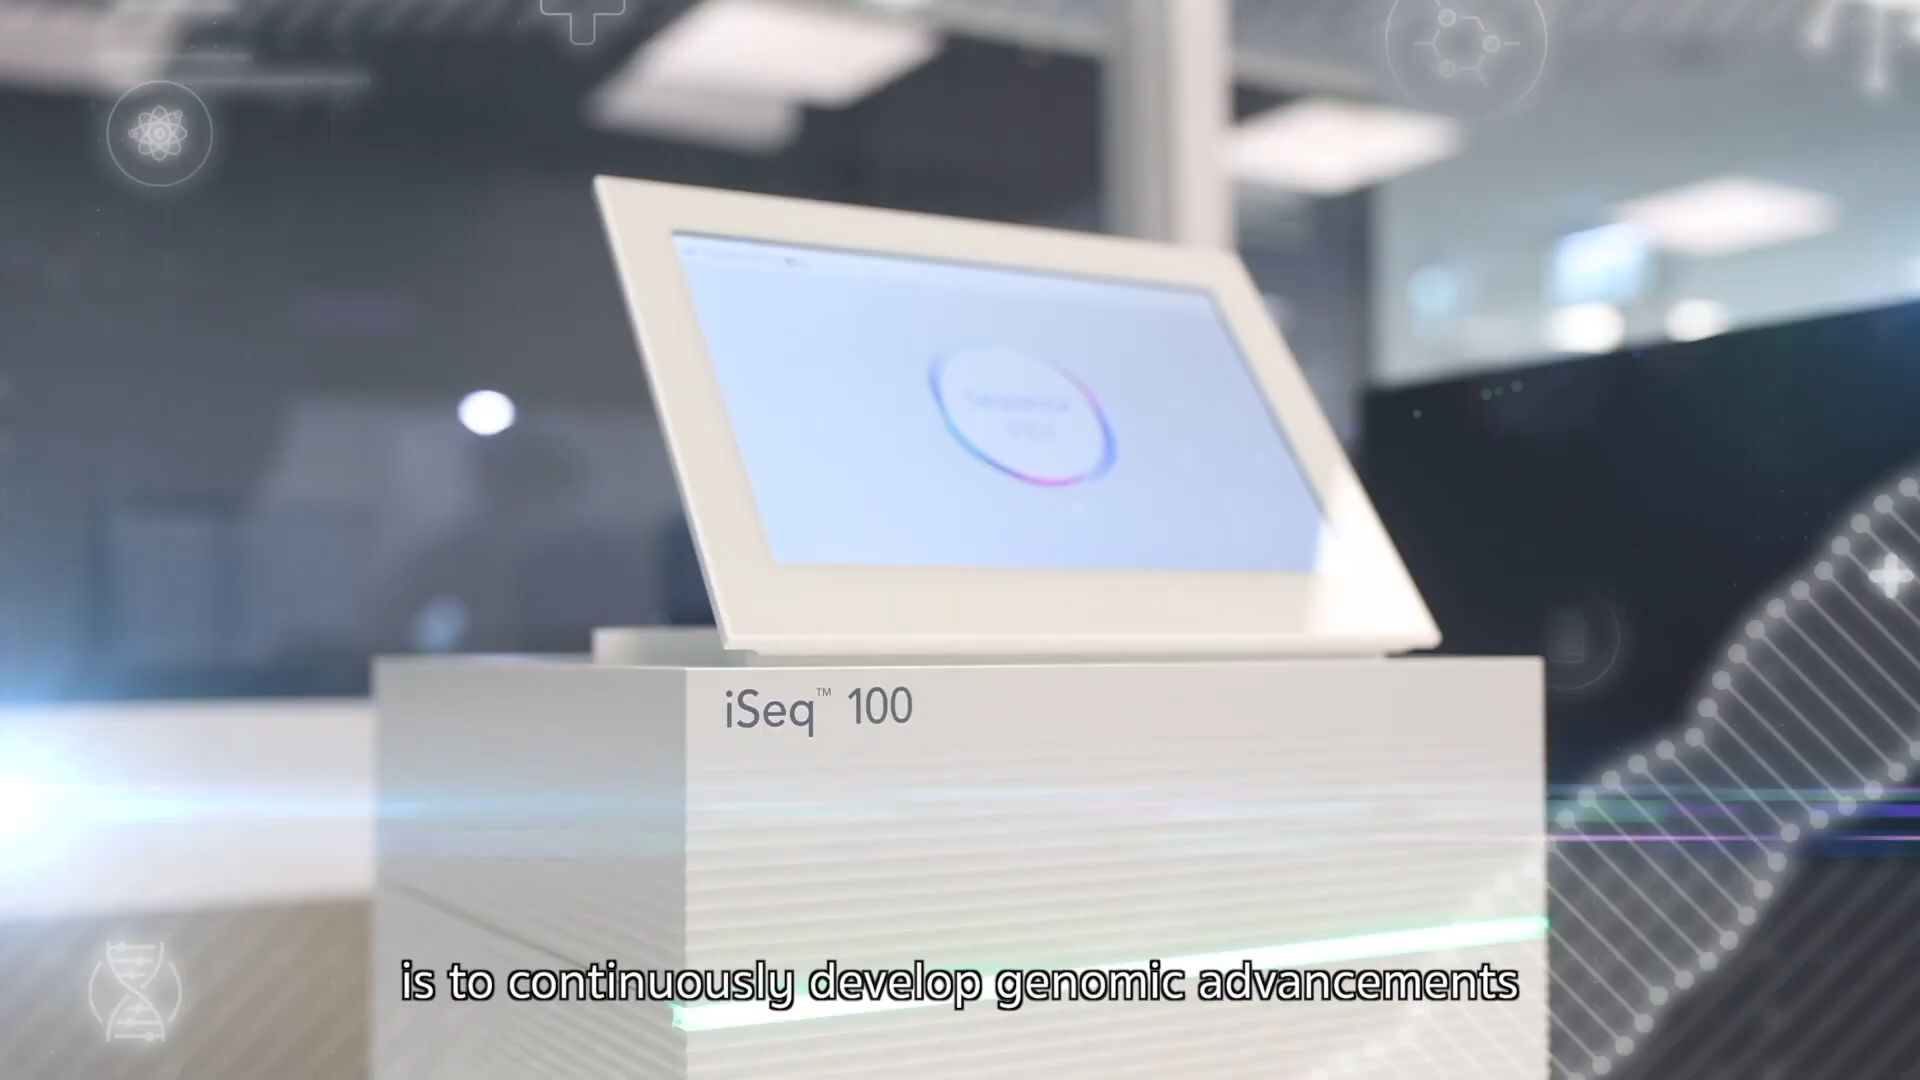 iSeq™ 100
is to continuously develop genomic advancements